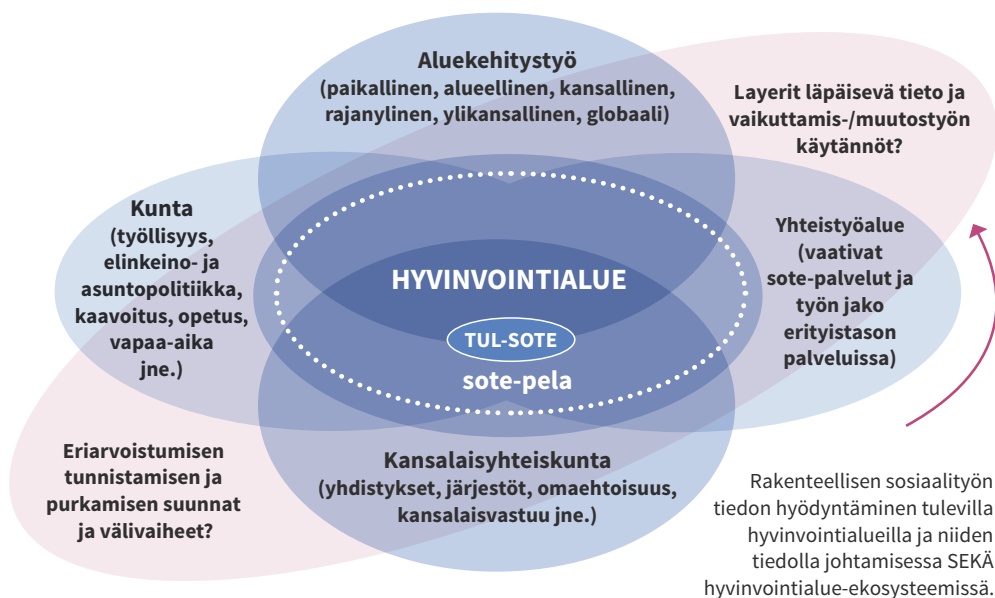 Aluekehitystyö
(paikallinen, alueellinen, kansallinen,
rajanylinen, ylikansallinen, globaali)
Layerit läpäisevä tieto ja
vaikuttamis-/muutostyön
käytännöt?
Kunta
(työllisyys,
elinkeino- ja
asuntopolitiikka,
kaavoitus, opetus,
vapaa-aika
jne.)
HYVINVOINTIALUE
TUL-SOTE
sote-pela
Yhteistyöalue
(vaativat
sote-palvelut ja
työn jako
erityistason
palveluissa)
Eriarvoistumisen
tunnistamisen ja
purkamisen suunnat
ja välivaiheet?
Kansalaisyhteiskunta
(yhdistykset, järjestöt, omaehtoisuus,
kansalaisvastuu jne.)
Rakenteellisen sosiaalityön
tiedon hyödyntäminen tulevilla
hyvinvointialueilla ja niiden
tiedolla johtamisessa SEKÄ
hyvinvointialue-ekosysteemissä.